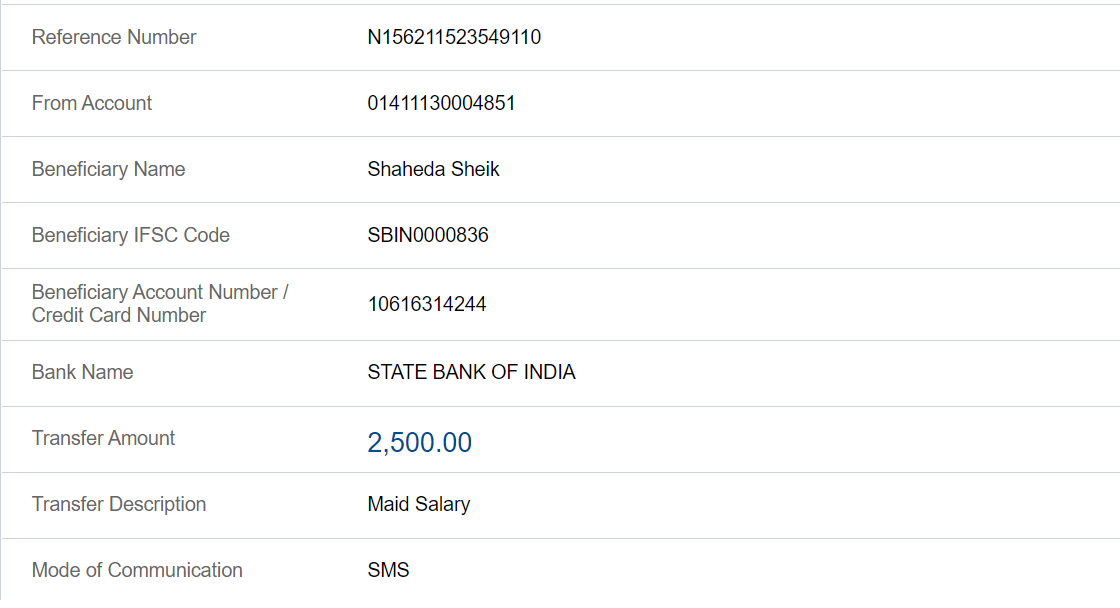 Reference Number N156211523549110
From Account 01411130004851
Beneficiary Name Shaheda Sheik
Beneficiary IFSC Code SBIN0000836
Beneficiary Account Number /
Credit Card Number 10616314244
Bank Name STATE BANK OF INDIA
Transfer Amount 2,500.00
Transfer Description Maid Salary
Mode of Communication SMS